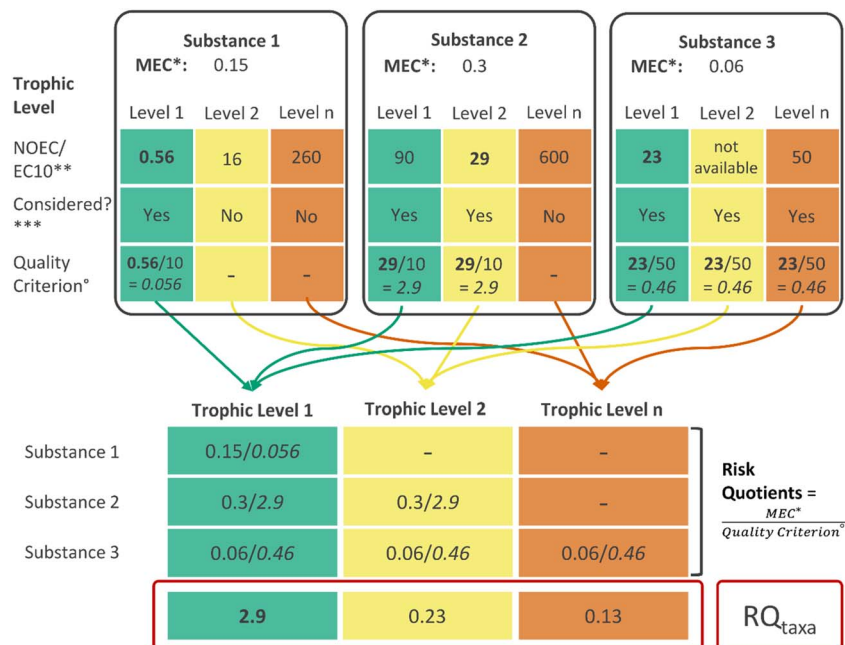 Substance 1
MEC*: 0.15
Substance 2
MEC*: 0.3
Substance 3
MEC*: 0.06
Trophic
Level
Level 1 Level 2 Level n
Level 1 Level 2 Level n
Level 1 Level 2 Level n
NOEC/
EC10**
0.56 16 260
90 29 600
23 not
available 50
Considered?
***
Yes No No
Yes Yes No
Yes Yes Yes
Quality
Criterion°
0.56/10
= 0.056
–
–
29/10
= 2.9
29/10
= 2.9
–
23/50
= 0.46
23/50
= 0.46
23/50
= 0.46
Trophic Level 1 Trophic Level 2 Trophic Level n
Substance 1 0.15/0.056 – –
Substance 2 0.3/2.9 0.3/2.9 –
Substance 3 0.06/0.46 0.06/0.46 0.06/0.46
Risk
Quotients =
MEC*
Quality Criterion°
2.9 0.23 0.13
RQtaxa